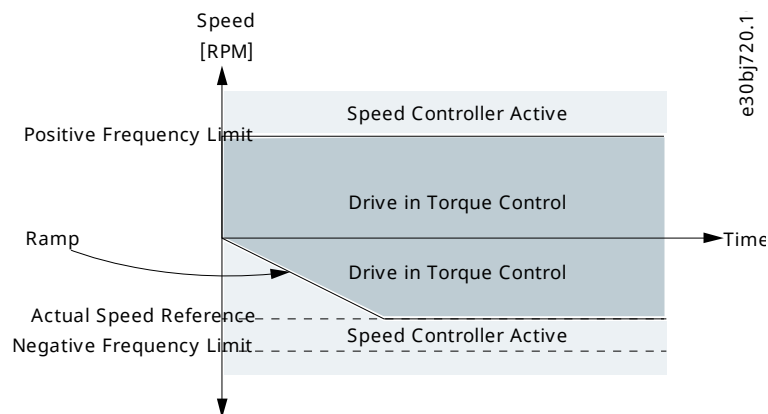 Speed
[RPM]
e30bj720.1
Speed Controller Active
Positive Frequency Limit
Drive in Torque Control
Ramp
Time
Drive in Torque Control
Actual Speed Reference
Speed Controller Active
Negative Frequency Limit